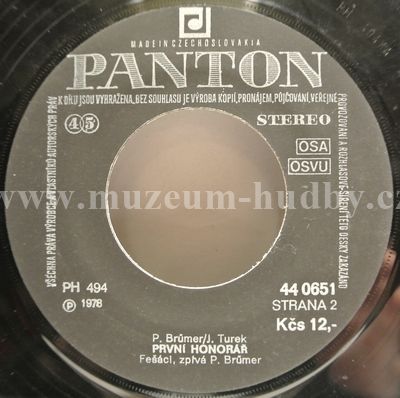 MADE IN CZECHOSLOVAKIA
PANTON
VŠECHNA PRÁVA VÝROBCE A VLASTNÍKŮ AUTORSKÝCH PRÁV
K DÍLU JSOU VYHRAŽENA, BEZ SOUHLASU JE VÝROBA KOPIÍ, PRONÁJEM, PŮJČOVÁNÍ, VEŘEJNÉ
PROVOZOVÁNÍ A ROZHLASOVÉ ŠÍŘENÍ TÉTO DESKY ZAKÁZÁNO
45
STEREO
OSA
OSVU
www.muzeum-hudby.cz
PH 494
44 0651
Ⓟ 1978
STRANA 2
Kčs 12,-
P. Brümer/J. Turek
PRVNÍ HONORÁŘ
Fešáci, zpívá P. Brümer